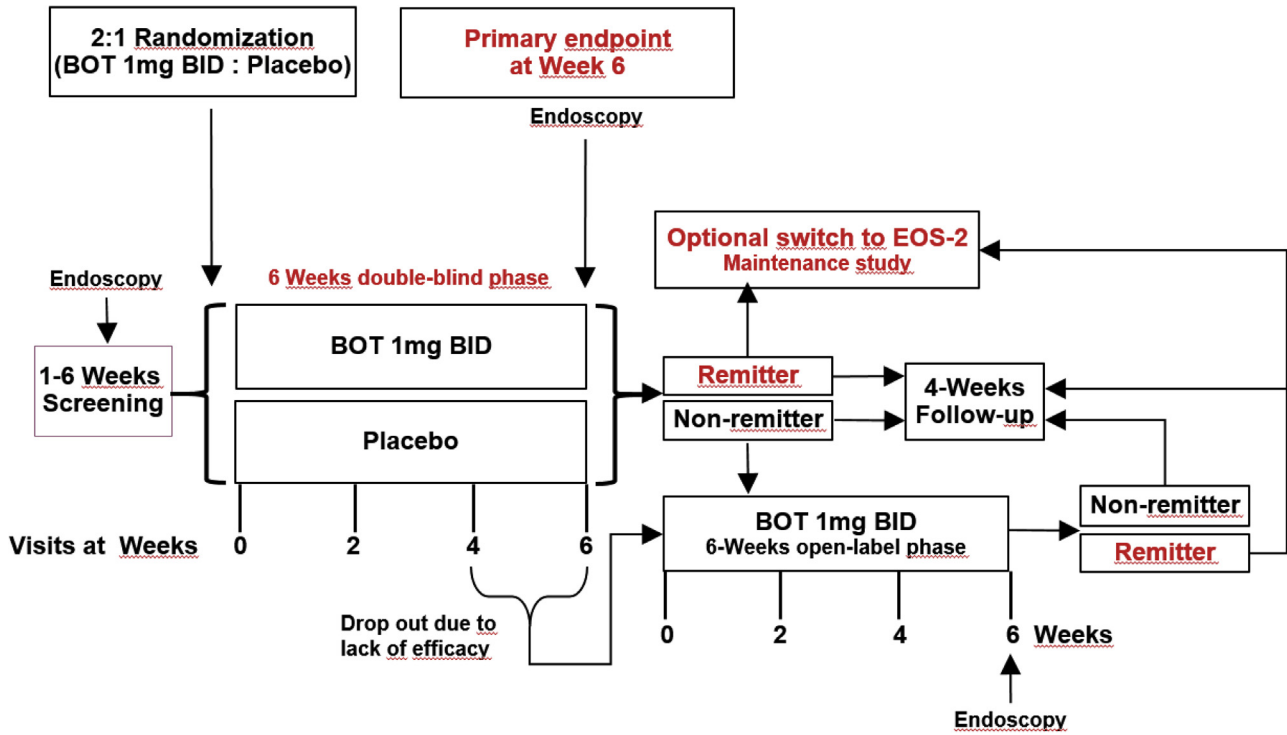 2:1 Randomization
(BOT 1mg BID : Placebo)
Primary endpoint
at Week 6
Endoscopy
Optional switch to EOS-2
Maintenance study
Endoscopy
6 Weeks double-blind phase
BOT 1mg BID
1-6 Weeks
Screening
Placebo
Remitter
Non-remitter
4-Weeks
Follow-up
Visits at Weeks 0 2 4 6
BOT 1mg BID
6-Weeks open-label phase
Non-remitter
Remitter
Drop out due to
lack of efficacy
0 2 4 6 Weeks
Endoscopy